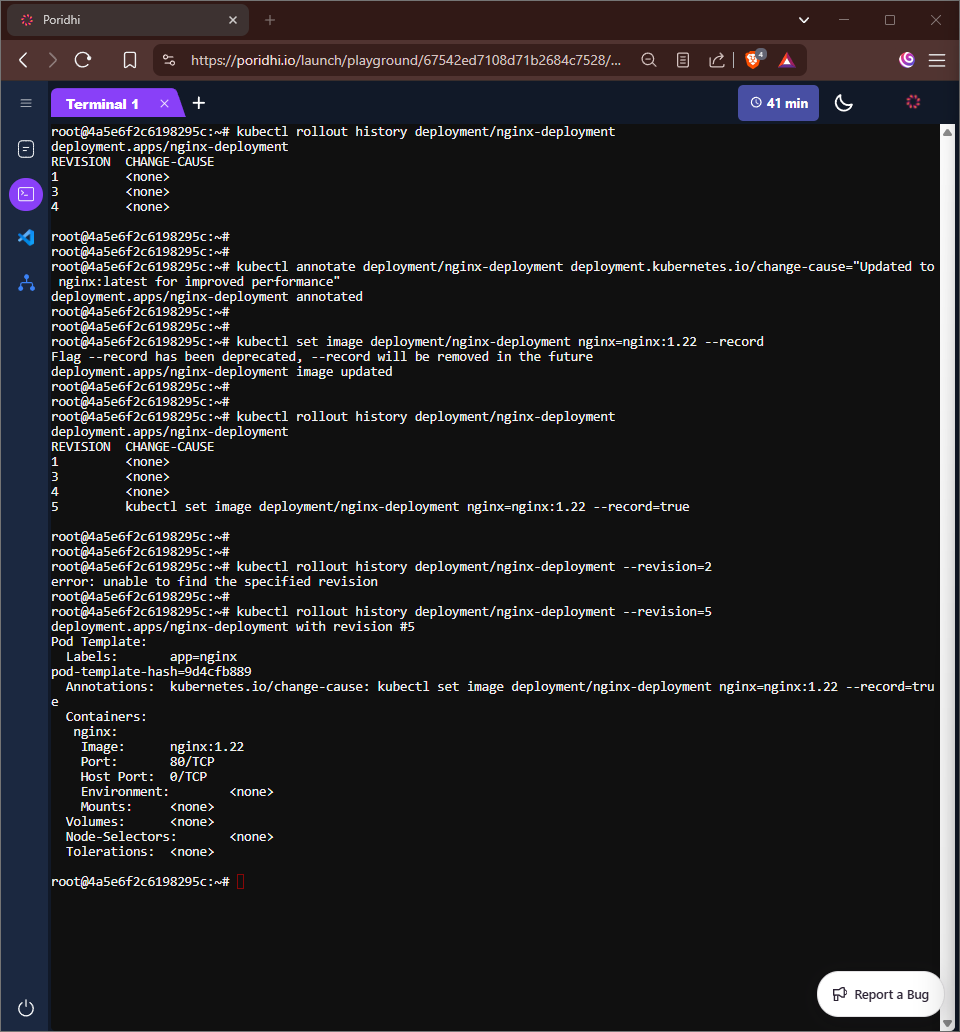 Poridhi
https://poridhi.io/launch/playground/67542ed7108d71b2684c7528/...
4
Terminal 1
41 min
root@4a5e6f2c6198295c:~# kubectl rollout history deployment/nginx-deployment
deployment.apps/nginx-deployment
REVISION  CHANGE-CAUSE
1         <none>
3         <none>
4         <none>
root@4a5e6f2c6198295c:~#
root@4a5e6f2c6198295c:~#
root@4a5e6f2c6198295c:~# kubectl annotate deployment/nginx-deployment deployment.kubernetes.io/change-cause="Updated to
 nginx:latest for improved performance"
deployment.apps/nginx-deployment annotated
root@4a5e6f2c6198295c:~#
root@4a5e6f2c6198295c:~#
root@4a5e6f2c6198295c:~# kubectl set image deployment/nginx-deployment nginx=nginx:1.22 --record
Flag --record has been deprecated, --record will be removed in the future
deployment.apps/nginx-deployment image updated
root@4a5e6f2c6198295c:~#
root@4a5e6f2c6198295c:~#
root@4a5e6f2c6198295c:~# kubectl rollout history deployment/nginx-deployment
deployment.apps/nginx-deployment
REVISION  CHANGE-CAUSE
1         <none>
3         <none>
4         <none>
5         kubectl set image deployment/nginx-deployment nginx=nginx:1.22 --record=true
root@4a5e6f2c6198295c:~#
root@4a5e6f2c6198295c:~#
root@4a5e6f2c6198295c:~# kubectl rollout history deployment/nginx-deployment --revision=2
error: unable to find the specified revision
root@4a5e6f2c6198295c:~#
root@4a5e6f2c6198295c:~# kubectl rollout history deployment/nginx-deployment --revision=5
deployment.apps/nginx-deployment with revision #5
Pod Template:
  Labels:       app=nginx
pod-template-hash=9d4cfb889
  Annotations:  kubernetes.io/change-cause: kubectl set image deployment/nginx-deployment nginx=nginx:1.22 --record=tru
e
  Containers:
   nginx:
    Image:      nginx:1.22
    Port:       80/TCP
    Host Port:  0/TCP
    Environment:        <none>
    Mounts:     <none>
  Volumes:      <none>
  Node-Selectors:       <none>
  Tolerations:  <none>
root@4a5e6f2c6198295c:~#
Report a Bug